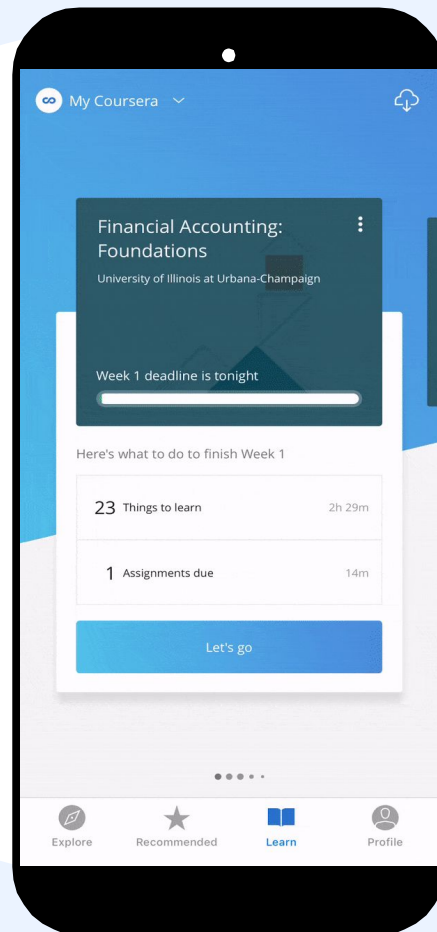 My Coursera
Financial Accounting:
Foundations
University of Illinois at Urbana-Champaign
Week 1 deadline is tonight
Here's what to do to finish Week 1
23 Things to learn 2h 29m
1 Assignments due 14m
Let's go
Explore Recommended Learn Profile